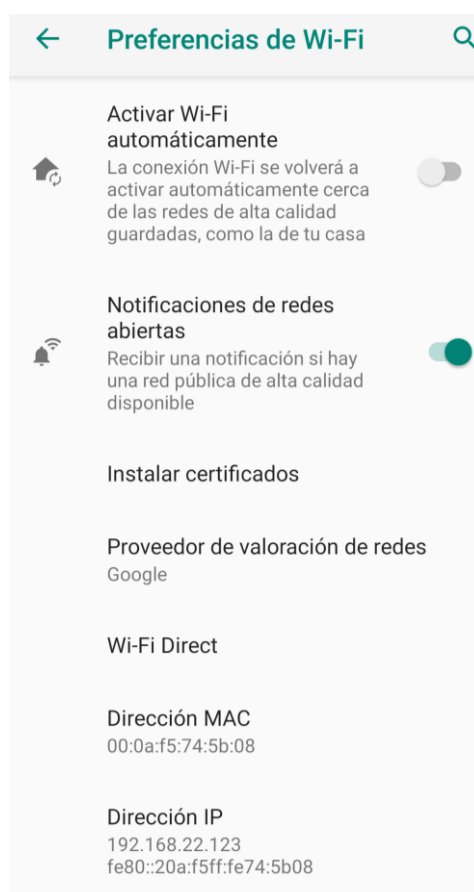 Preferencias de Wi-Fi
Activar Wi-Fi
automáticamente
La conexión Wi-Fi se volverá a
activar automáticamente cerca
de las redes de alta calidad
guardadas, como la de tu casa
Notificaciones de redes
abiertas
Recibir una notificación si hay
una red pública de alta calidad
disponible
Instalar certificados
Proveedor de valoración de redes
Google
Wi-Fi Direct
Dirección MAC
00:0a:f5:74:5b:08
Dirección IP
192.168.22.123
fe80::20a:f5ff:fe74:5b08